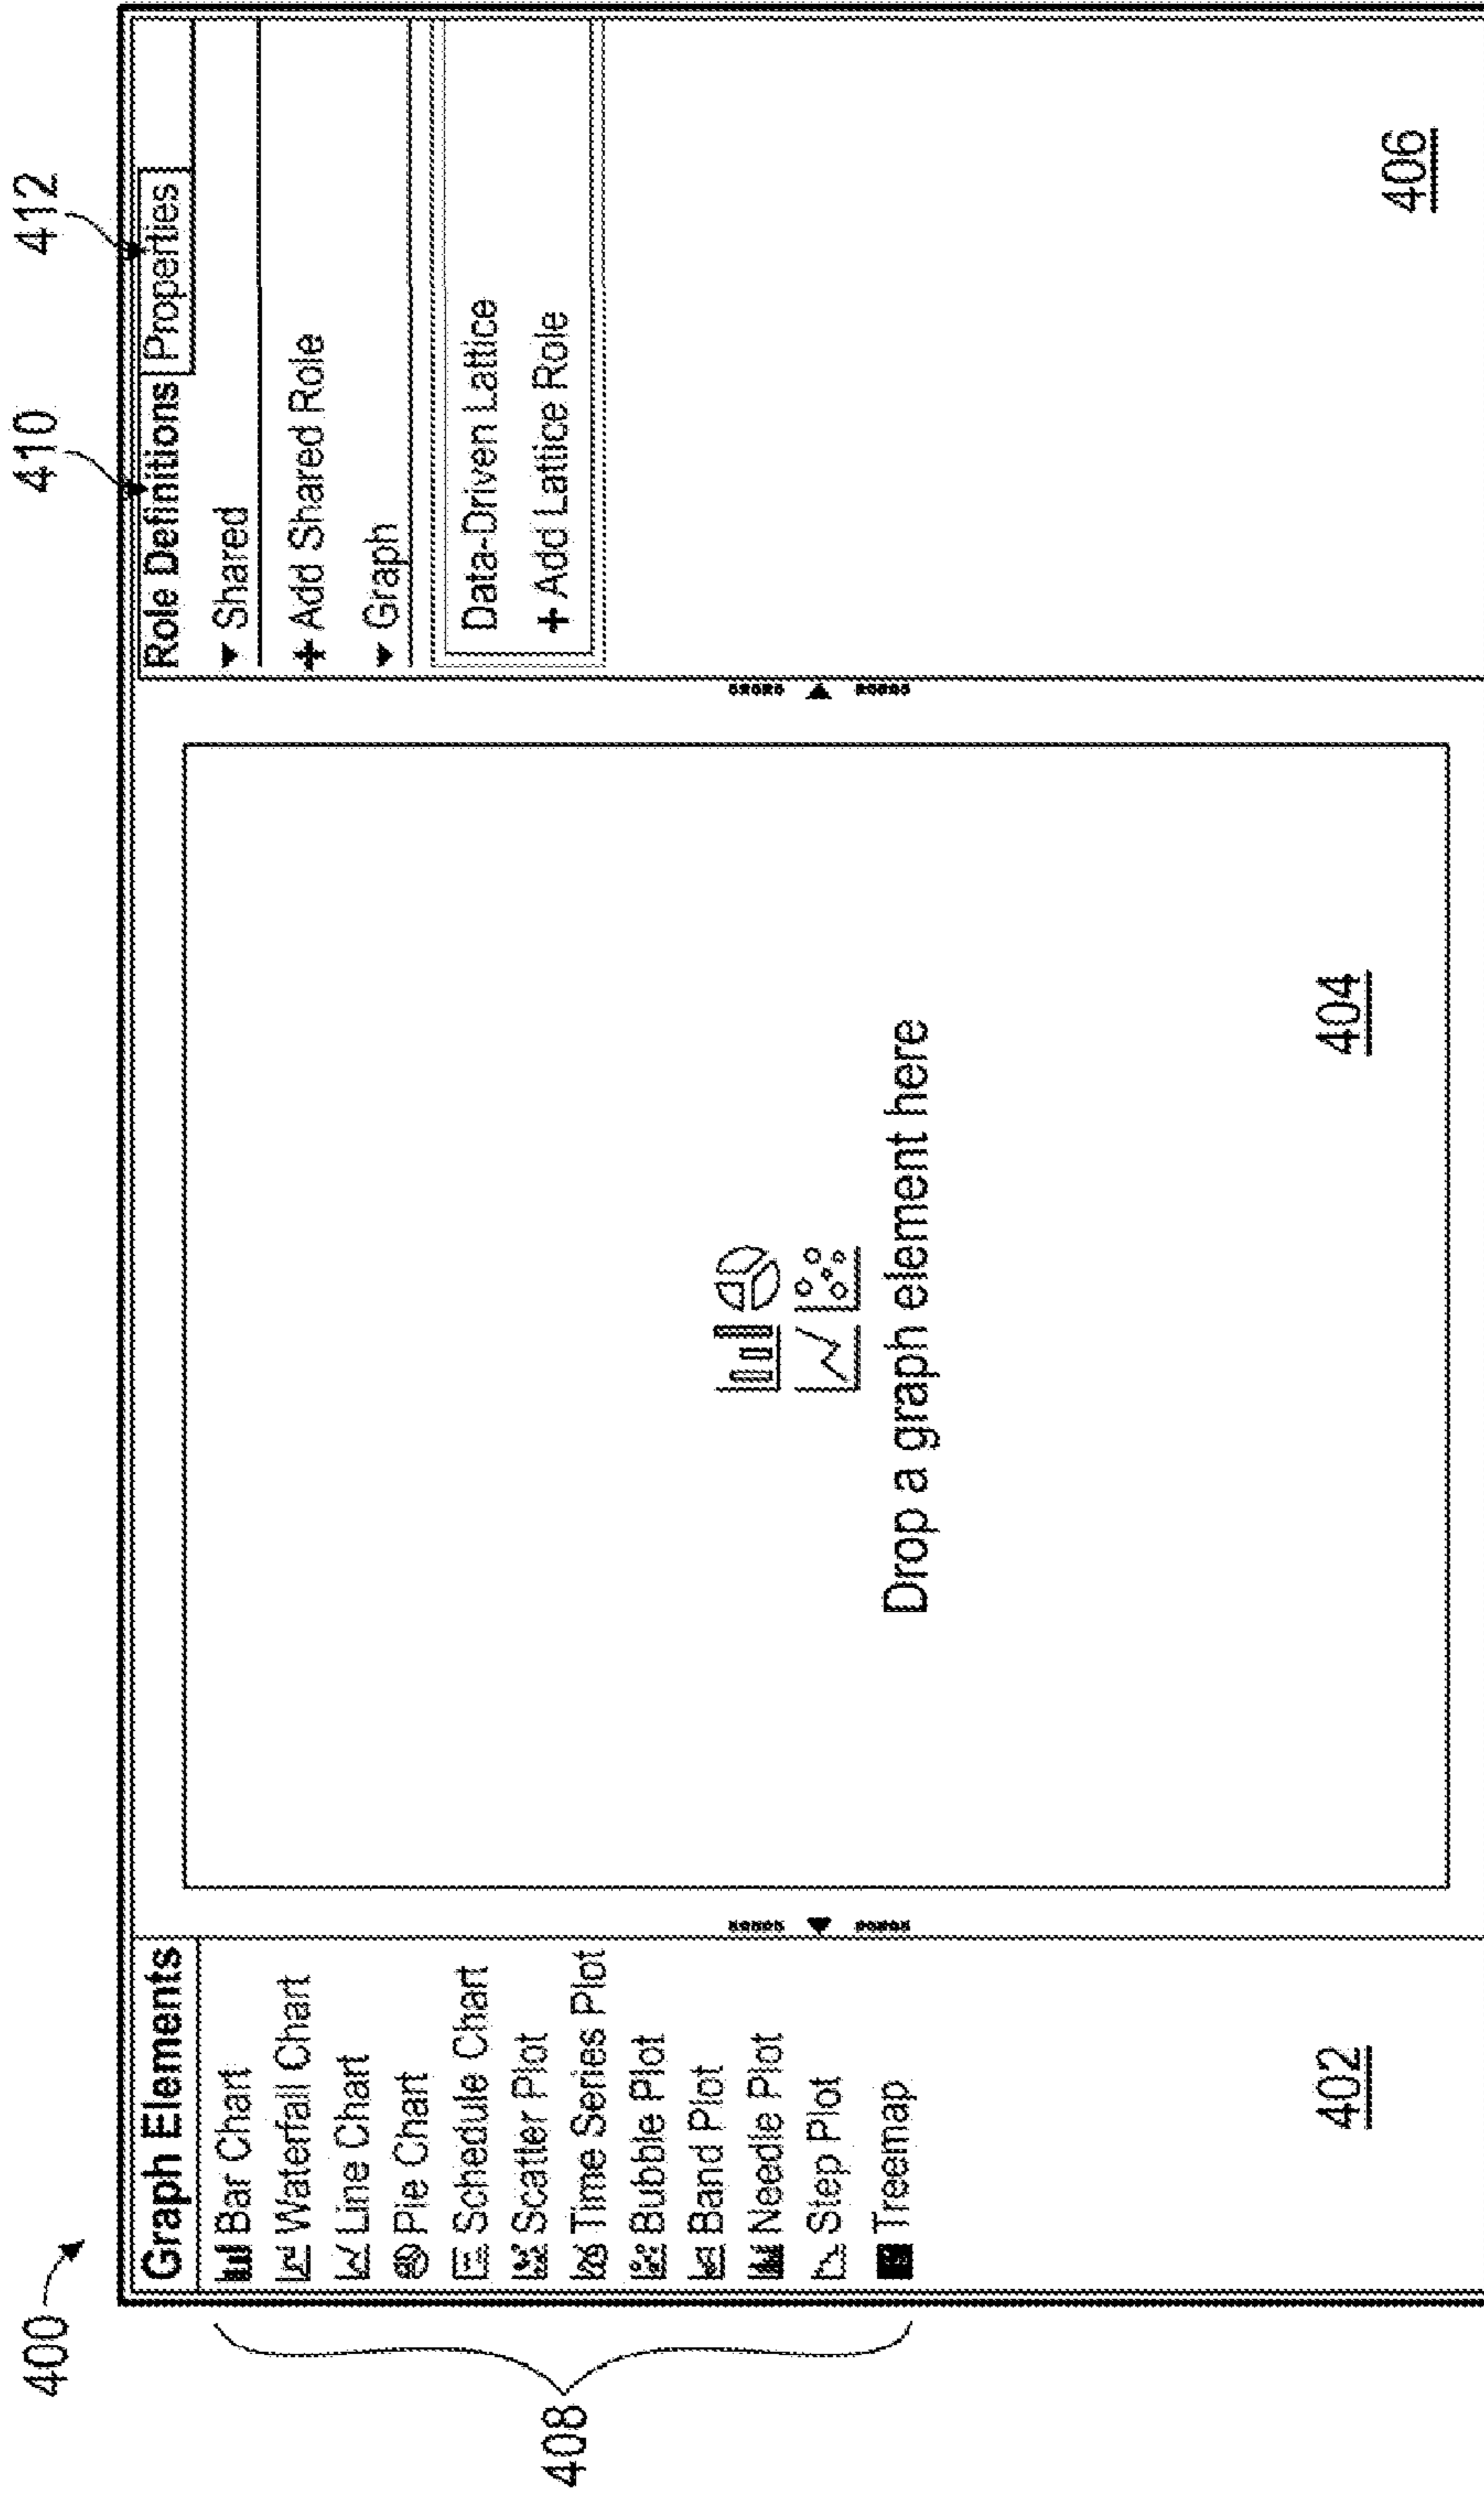 400
410
412
408
Graph Elements
Bar Chart
Waterfall Chart
Line Chart
Pie Chart
Schedule Chart
Scatter Plot
Time Series Plot
Bubble Plot
Band Plot
Needle Plot
Step Plot
Treemap
402
Drop a graph element here
404
Role Definitions Properties
▼ Shared
+ Add Shared Role
▼ Graph
Data-Driven Lattice
+ Add Lattice Role
406